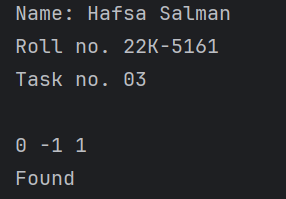 Name: Hafsa Salman
Roll no. 22K-5161
Task no. 03
0 -1 1
Found